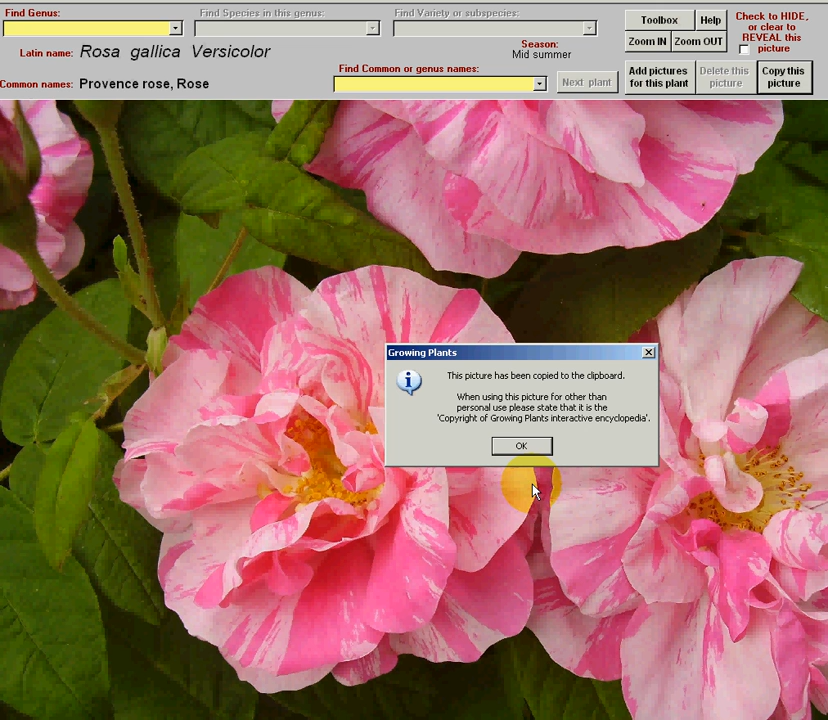 Find Genus:
Find Species in this genus:
Find Variety or subspecies:
Toolbox
Help
Check to HIDE,
or clear to
REVEAL this
picture
Zoom IN
Zoom OUT
Latin name: Rosa gallica Versicolor
Season:
Mid summer
Find Common or genus names:
Common names: Provence rose, Rose
Next plant
Add pictures
for this plant
Delete this
picture
Copy this
picture
Growing Plants
This picture has been copied to the clipboard.
When using this picture for other than
personal use please state that it is the
'Copyright of Growing Plants interactive encyclopedia'.
OK